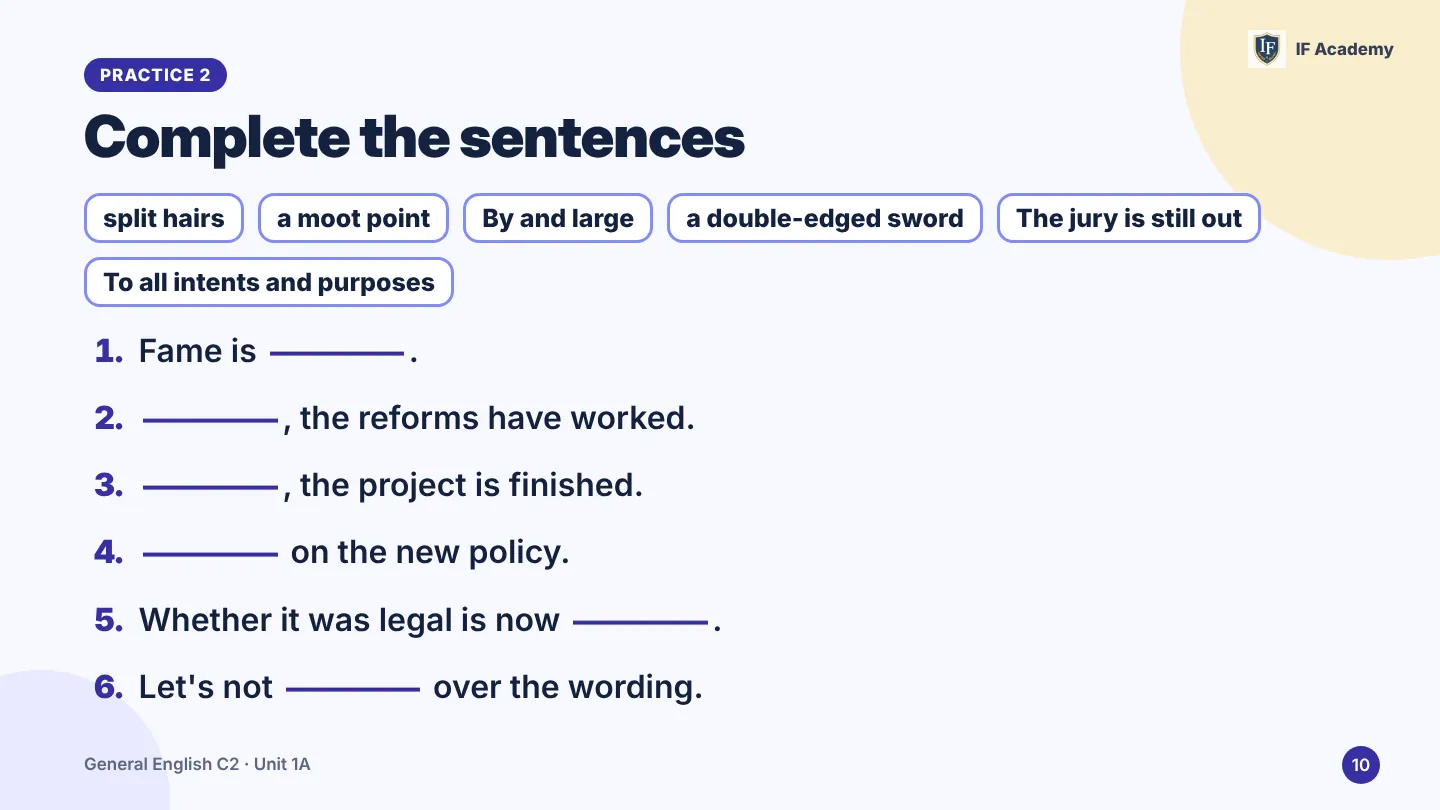 IF Academy
PRACTICE 2
Complete the sentences
split hairs a moot point By and large a double-edged sword The jury is still out
To all intents and purposes
1. Fame is ________.
2. ________, the reforms have worked.
3. ________, the project is finished.
4. ________ on the new policy.
5. Whether it was legal is now ________.
6. Let's not ________ over the wording.
General English C2 · Unit 1A
10